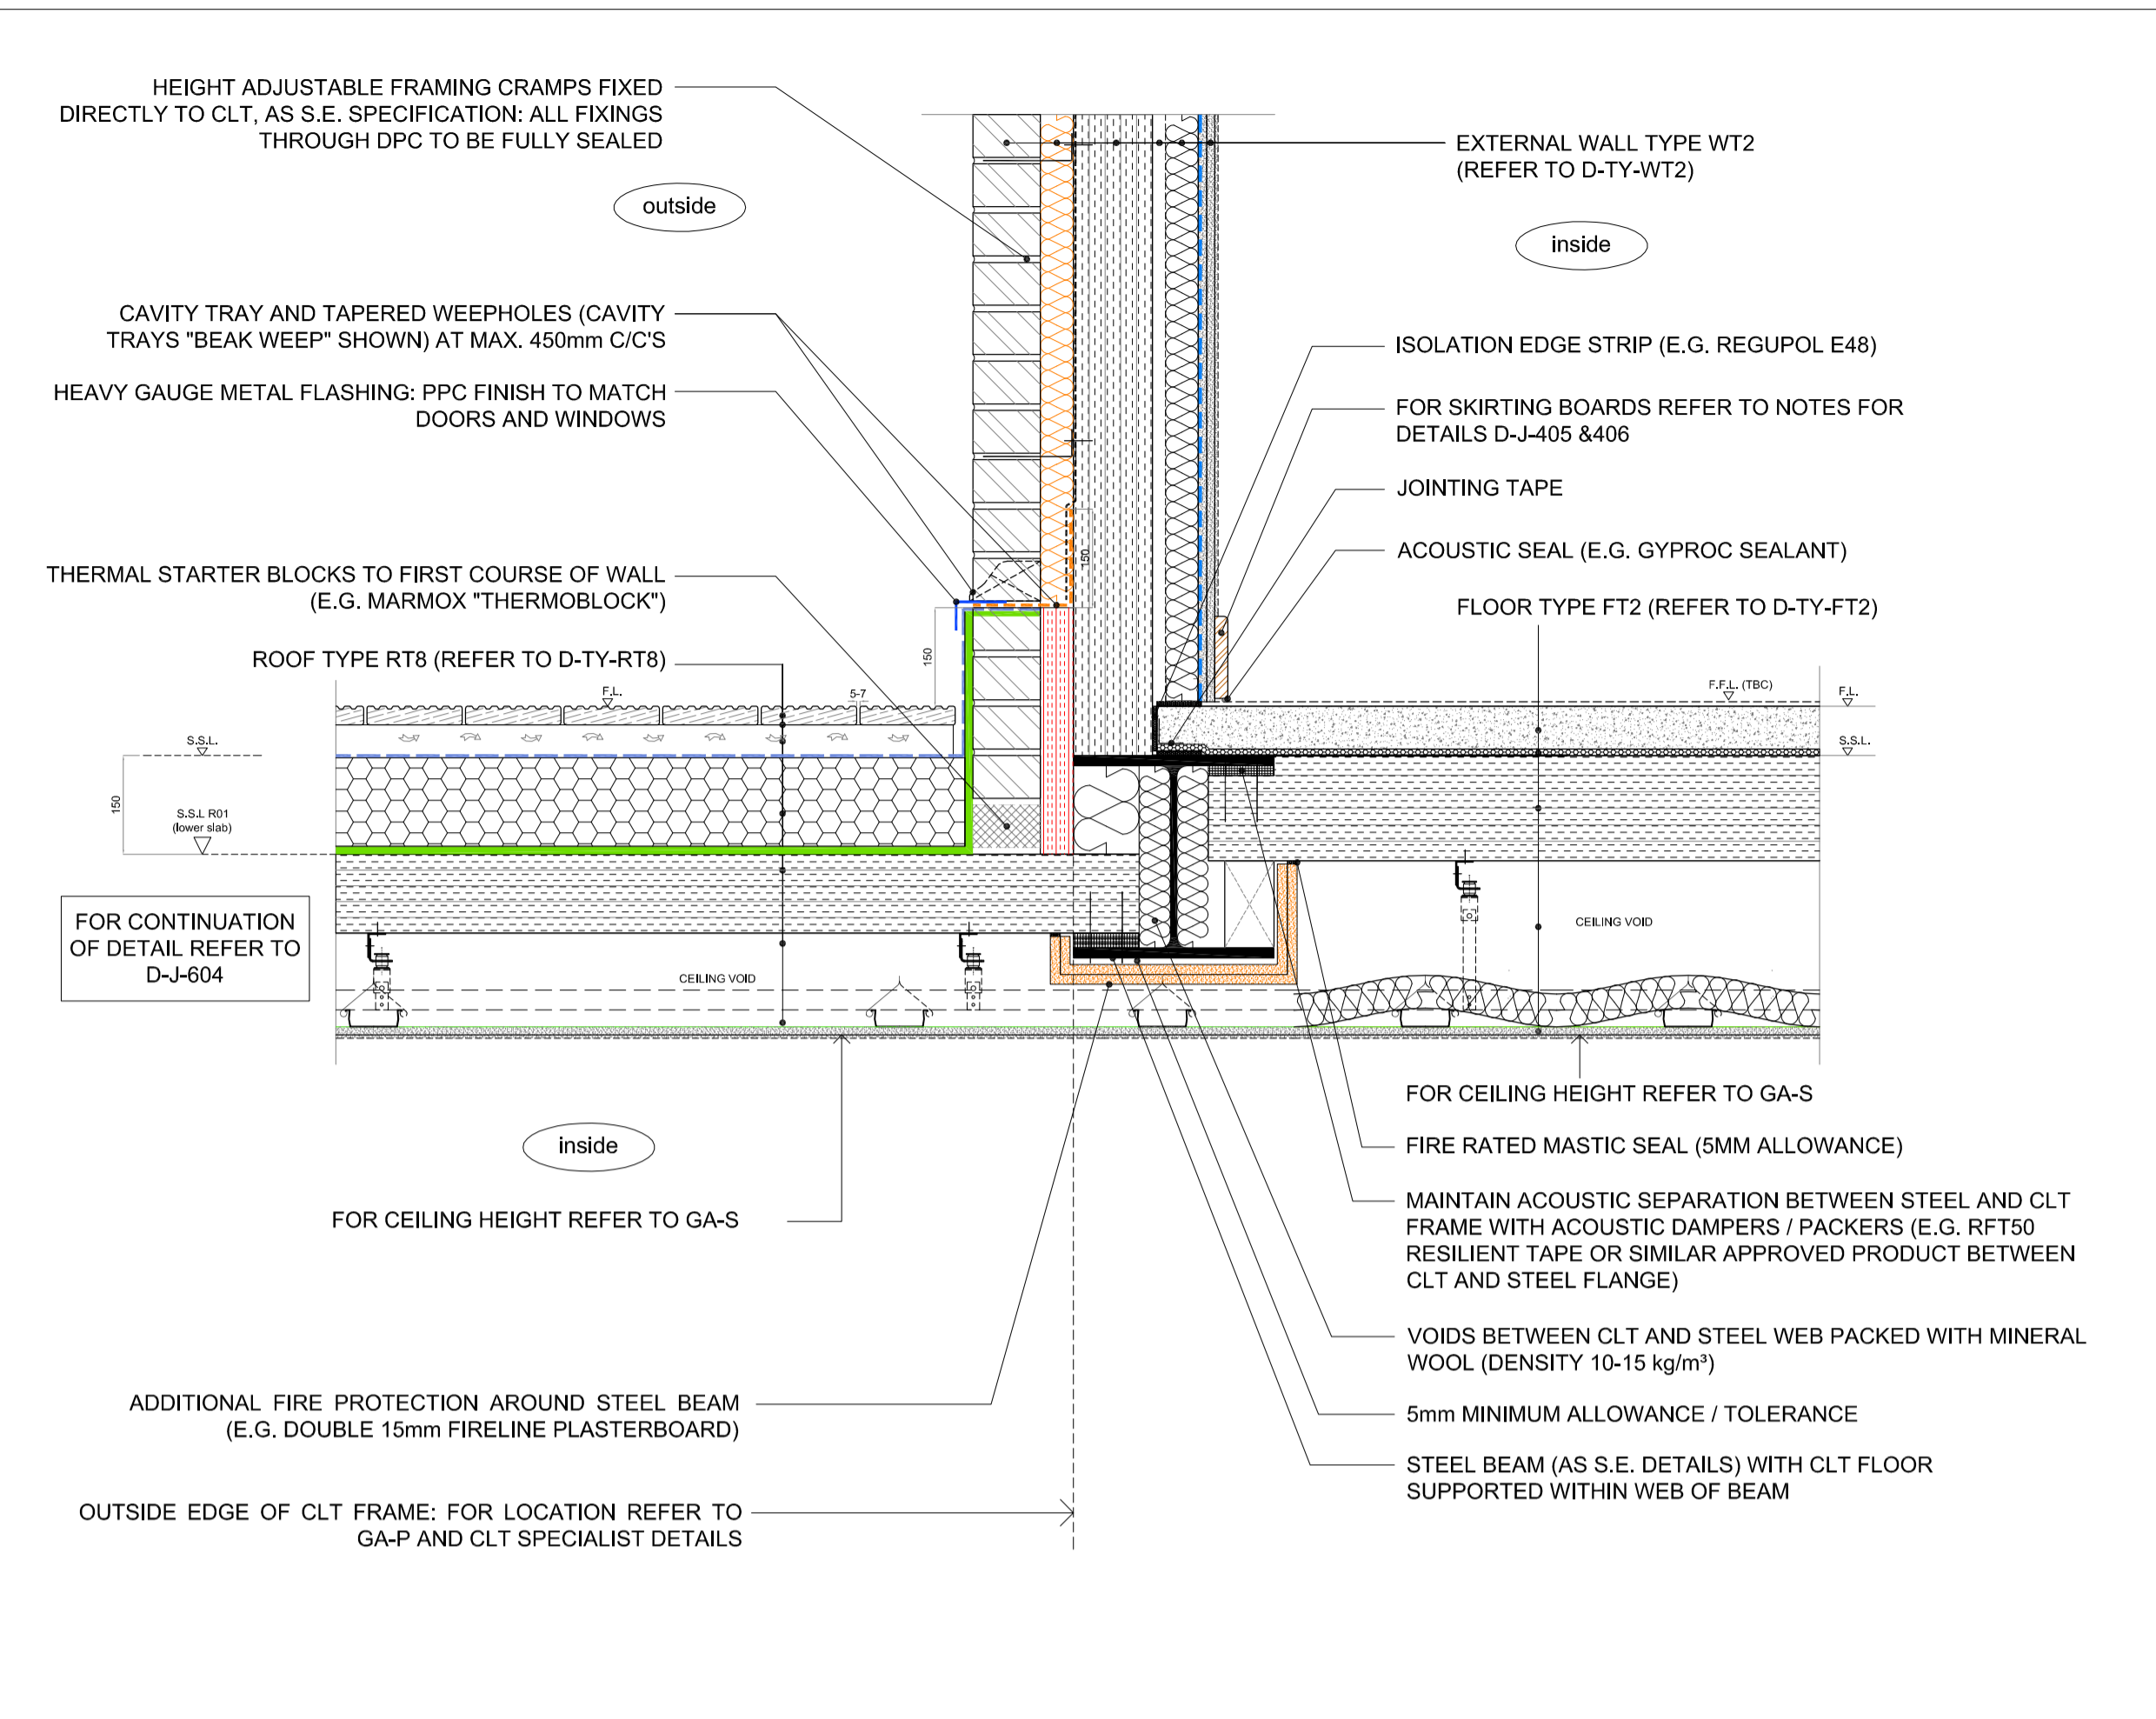 HEIGHT ADJUSTABLE FRAMING CRAMPS FIXED
DIRECTLY TO CLT, AS S.E. SPECIFICATION: ALL FIXINGS
THROUGH DPC TO BE FULLY SEALED
outside
CAVITY TRAY AND TAPERED WEEPHOLES (CAVITY
TRAYS "BEAK WEEP" SHOWN) AT MAX. 450mm C/C'S
HEAVY GAUGE METAL FLASHING: PPC FINISH TO MATCH
DOORS AND WINDOWS
THERMAL STARTER BLOCKS TO FIRST COURSE OF WALL
(E.G. MARMOX "THERMOBLOCK")
ROOF TYPE RT8 (REFER TO D-TY-RT8)
F.L.
5-7
150
150
S.S.L.
150
S.S.L R01
(lower slab)
FOR CONTINUATION
OF DETAIL REFER TO
D-J-604
CEILING VOID
inside
FOR CEILING HEIGHT REFER TO GA-S
ADDITIONAL FIRE PROTECTION AROUND STEEL BEAM
(E.G. DOUBLE 15mm FIRELINE PLASTERBOARD)
OUTSIDE EDGE OF CLT FRAME: FOR LOCATION REFER TO
GA-P AND CLT SPECIALIST DETAILS
EXTERNAL WALL TYPE WT2
(REFER TO D-TY-WT2)
inside
ISOLATION EDGE STRIP (E.G. REGUPOL E48)
FOR SKIRTING BOARDS REFER TO NOTES FOR
DETAILS D-J-405 &406
JOINTING TAPE
ACOUSTIC SEAL (E.G. GYPROC SEALANT)
FLOOR TYPE FT2 (REFER TO D-TY-FT2)
F.F.L. (TBC)
F.L.
S.S.L.
CEILING VOID
FOR CEILING HEIGHT REFER TO GA-S
FIRE RATED MASTIC SEAL (5MM ALLOWANCE)
MAINTAIN ACOUSTIC SEPARATION BETWEEN STEEL AND CLT
FRAME WITH ACOUSTIC DAMPERS / PACKERS (E.G. RFT50
RESILIENT TAPE OR SIMILAR APPROVED PRODUCT BETWEEN
CLT AND STEEL FLANGE)
VOIDS BETWEEN CLT AND STEEL WEB PACKED WITH MINERAL
WOOL (DENSITY 10-15 kg/m³)
5mm MINIMUM ALLOWANCE / TOLERANCE
STEEL BEAM (AS S.E. DETAILS) WITH CLT FLOOR
SUPPORTED WITHIN WEB OF BEAM